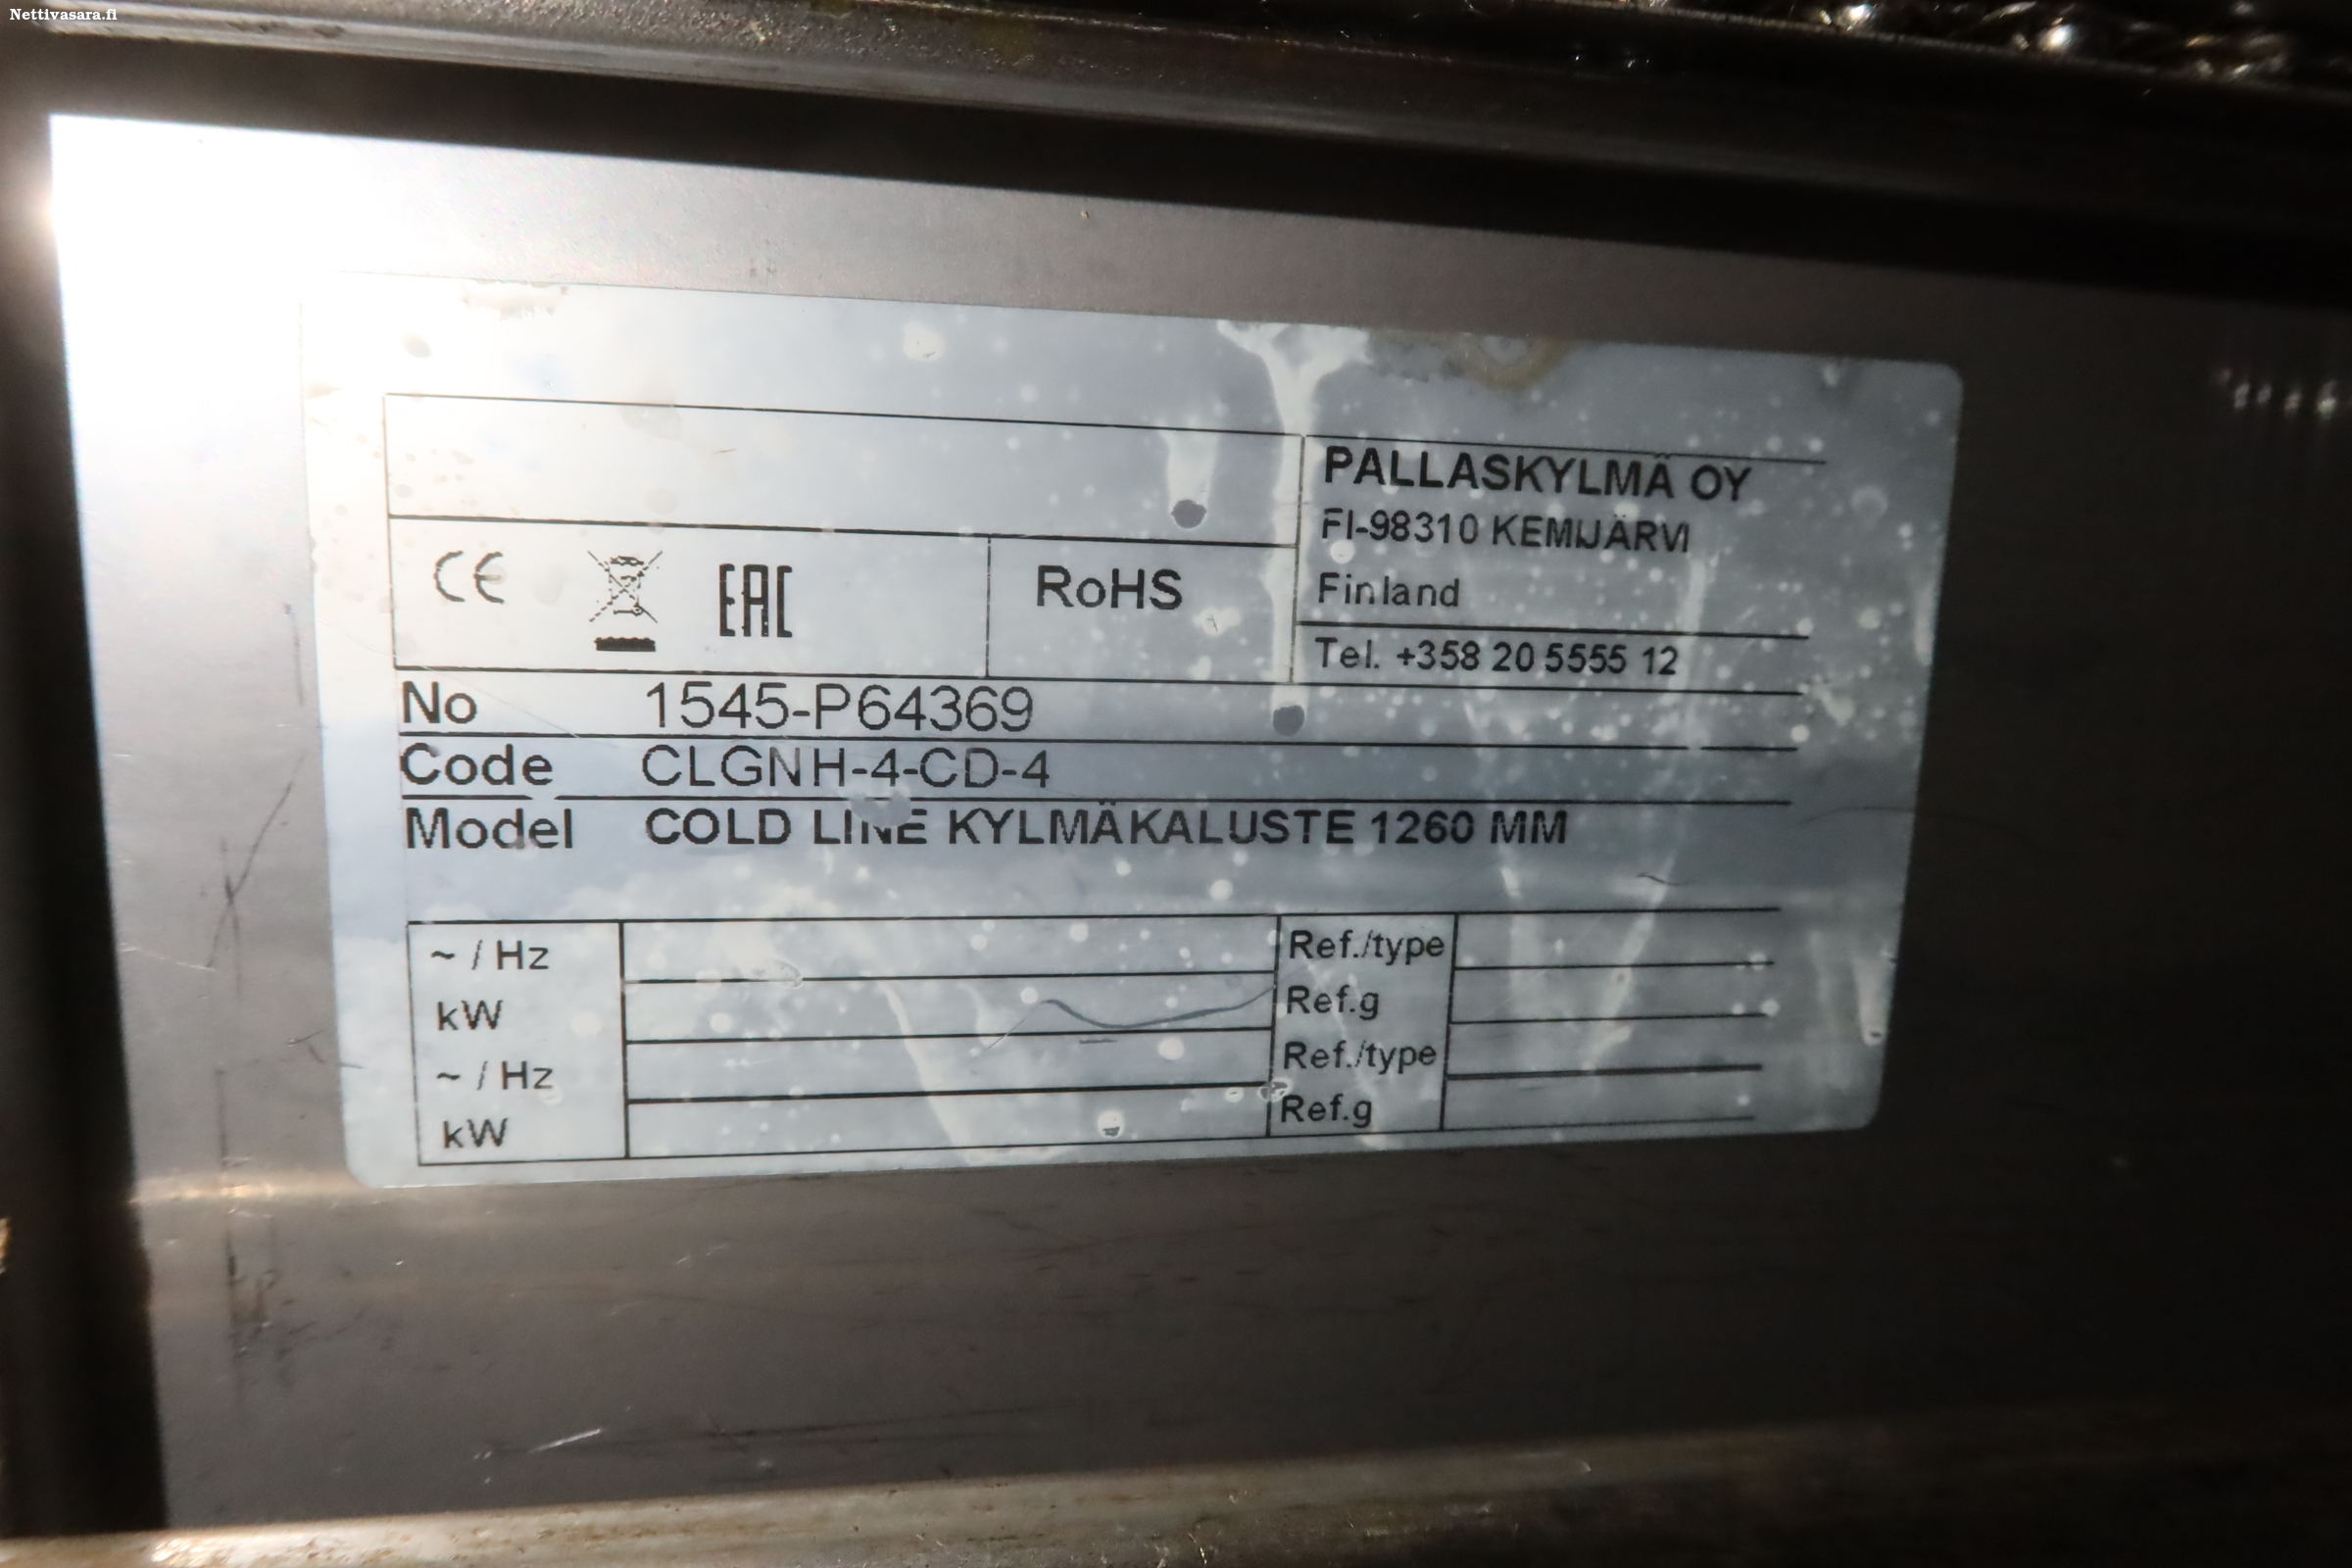 Nettivasara.fi
PALLASKYLMÄ OY
FI-98310 KEMIJÄRVI
Finland
CE EAC RoHS
Tel. +358 20 5555 12
No 1545-P64369
Code CLGNH-4-CD-4
Model COLD LINE KYLMÄKALUSTE 1260 MM
~ / Hz Ref./type
kW Ref.g
~ / Hz Ref./type
kW Ref.g